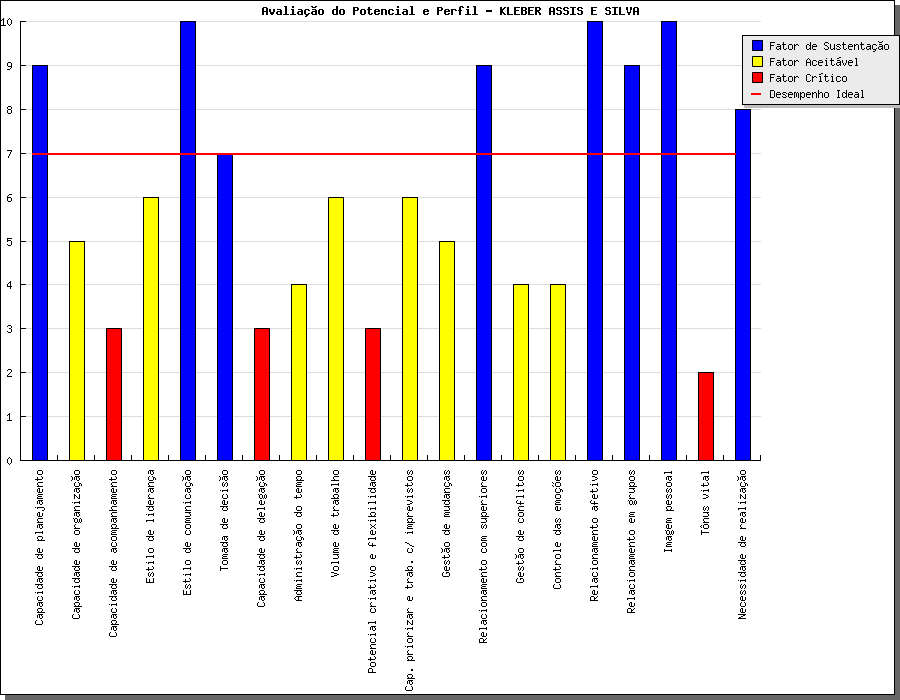 Avaliação do Potencial e Perfil - KLEBER ASSIS E SILVA
Fator de Sustentação
Fator Aceitável
Fator Crítico
Desempenho Ideal
10
9
8
7
6
5
4
3
2
1
0
Capacidade de planejamento
Capacidade de organização
Capacidade de acompanhamento
Estilo de liderança
Estilo de comunicação
Tomada de decisão
Capacidade de delegação
Administração do tempo
Volume de trabalho
Potencial criativo e flexibilidade
Cap. priorizar e trab. c/ imprevistos
Gestão de mudanças
Relacionamento com superiores
Gestão de conflitos
Controle das emoções
Relacionamento afetivo
Relacionamento em grupos
Imagem pessoal
Tônus vital
Necessidade de realização